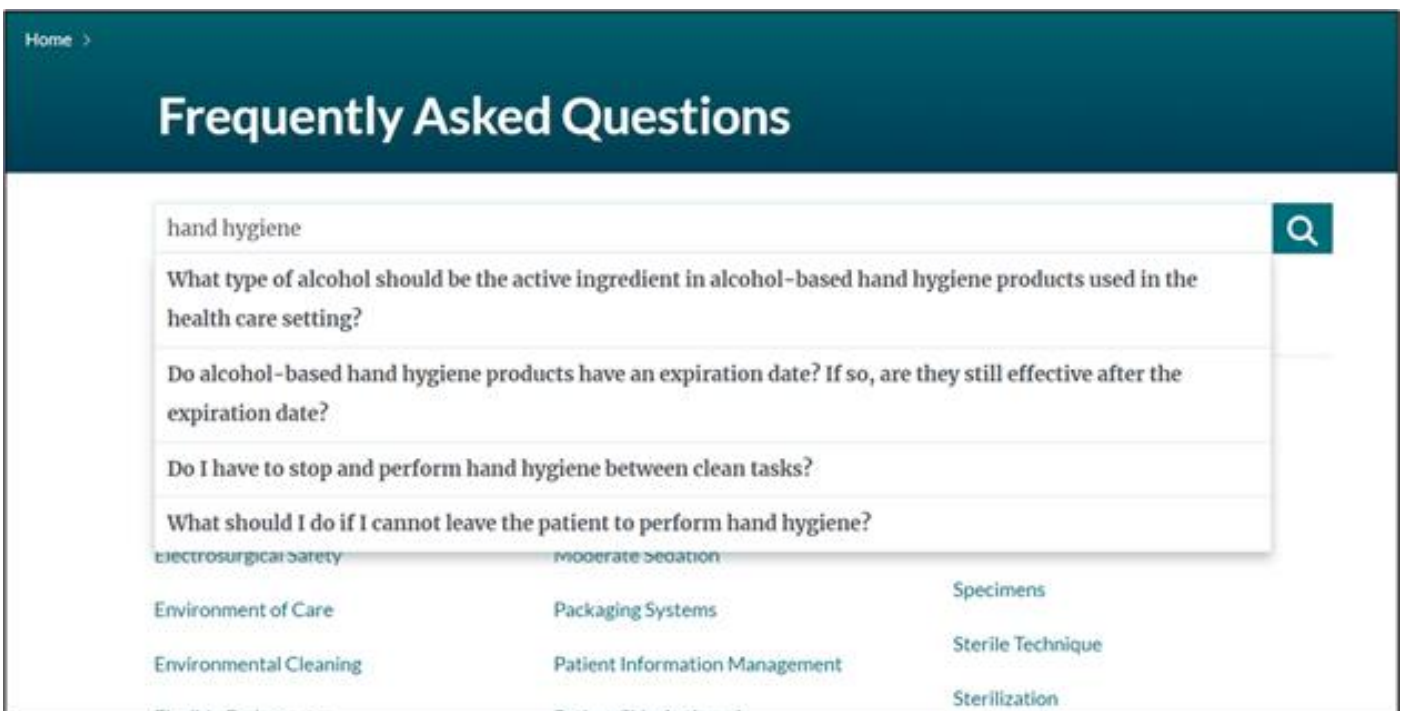 Home >
Frequently Asked Questions
hand hygiene
What type of alcohol should be the active ingredient in alcohol-based hand hygiene products used in the
health care setting?
Do alcohol-based hand hygiene products have an expiration date? If so, are they still effective after the
expiration date?
Do I have to stop and perform hand hygiene between clean tasks?
What should I do if I cannot leave the patient to perform hand hygiene?
Electrosurgical Safety
Environment of Care
Environmental Cleaning
Moderate Sedation
Packaging Systems
Patient Information Management
Specimens
Sterile Technique
Sterilization